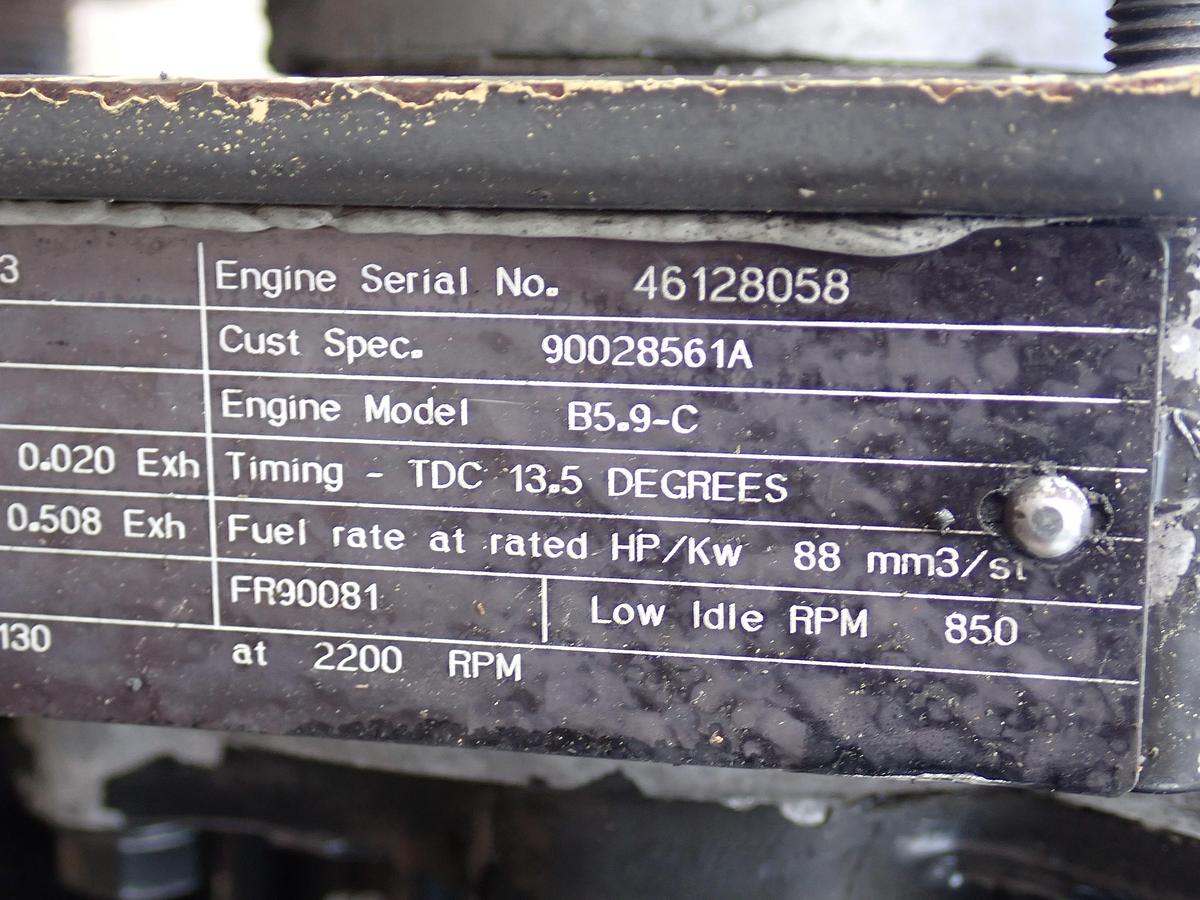 3 Engine Serial No. 46128058
Cust Spec. 90028561A
Engine Model B5.9-C
0.020 Exh Timing - TDC 13.5 DEGREES
0.508 Exh Fuel rate at rated HP/Kw 88 mm3/st
FR90081 Low Idle RPM 850
130 at 2200 RPM